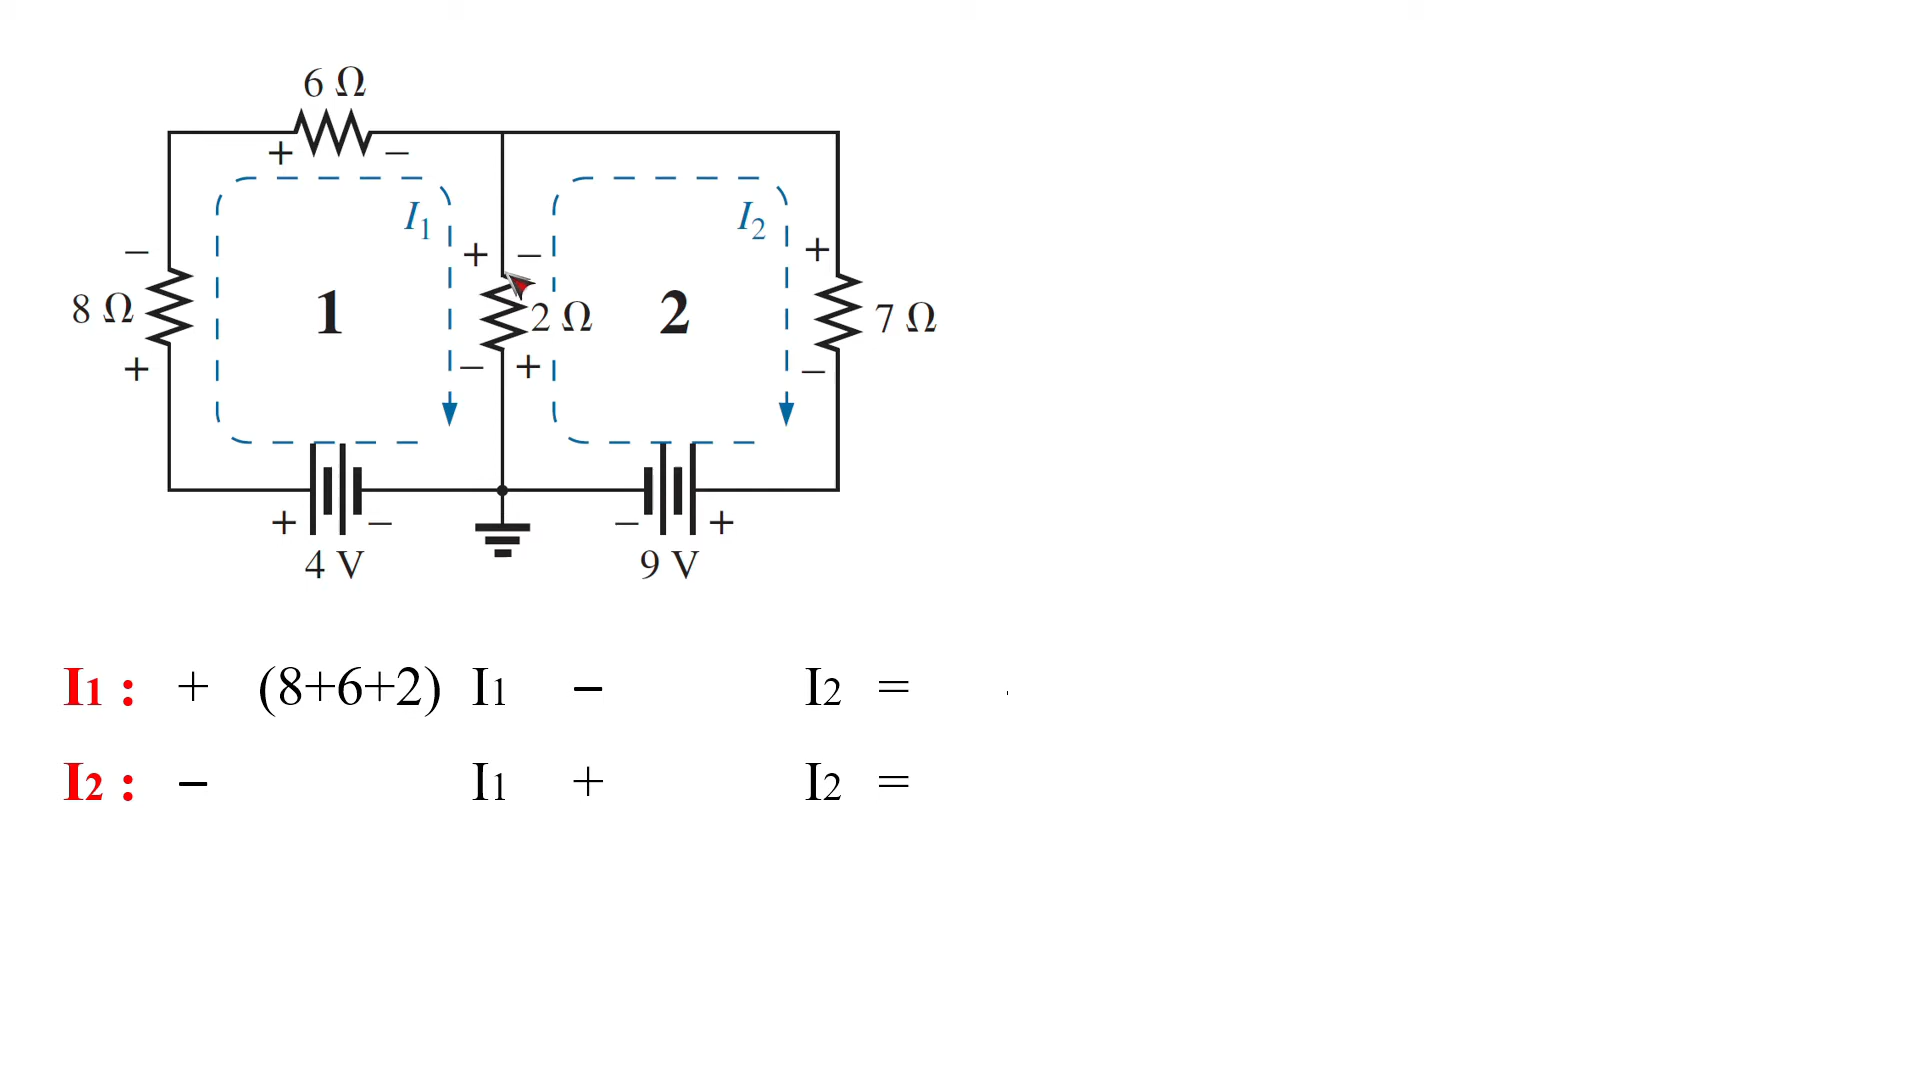 6 Ω
+ −
I1 I2
− + − +
8 Ω 1 2 Ω 2 7 Ω
+ − + −
+ − − +
4 V 9 V
I1 : + (8+6+2) I1 − I2 =
I2 : − I1 + I2 =